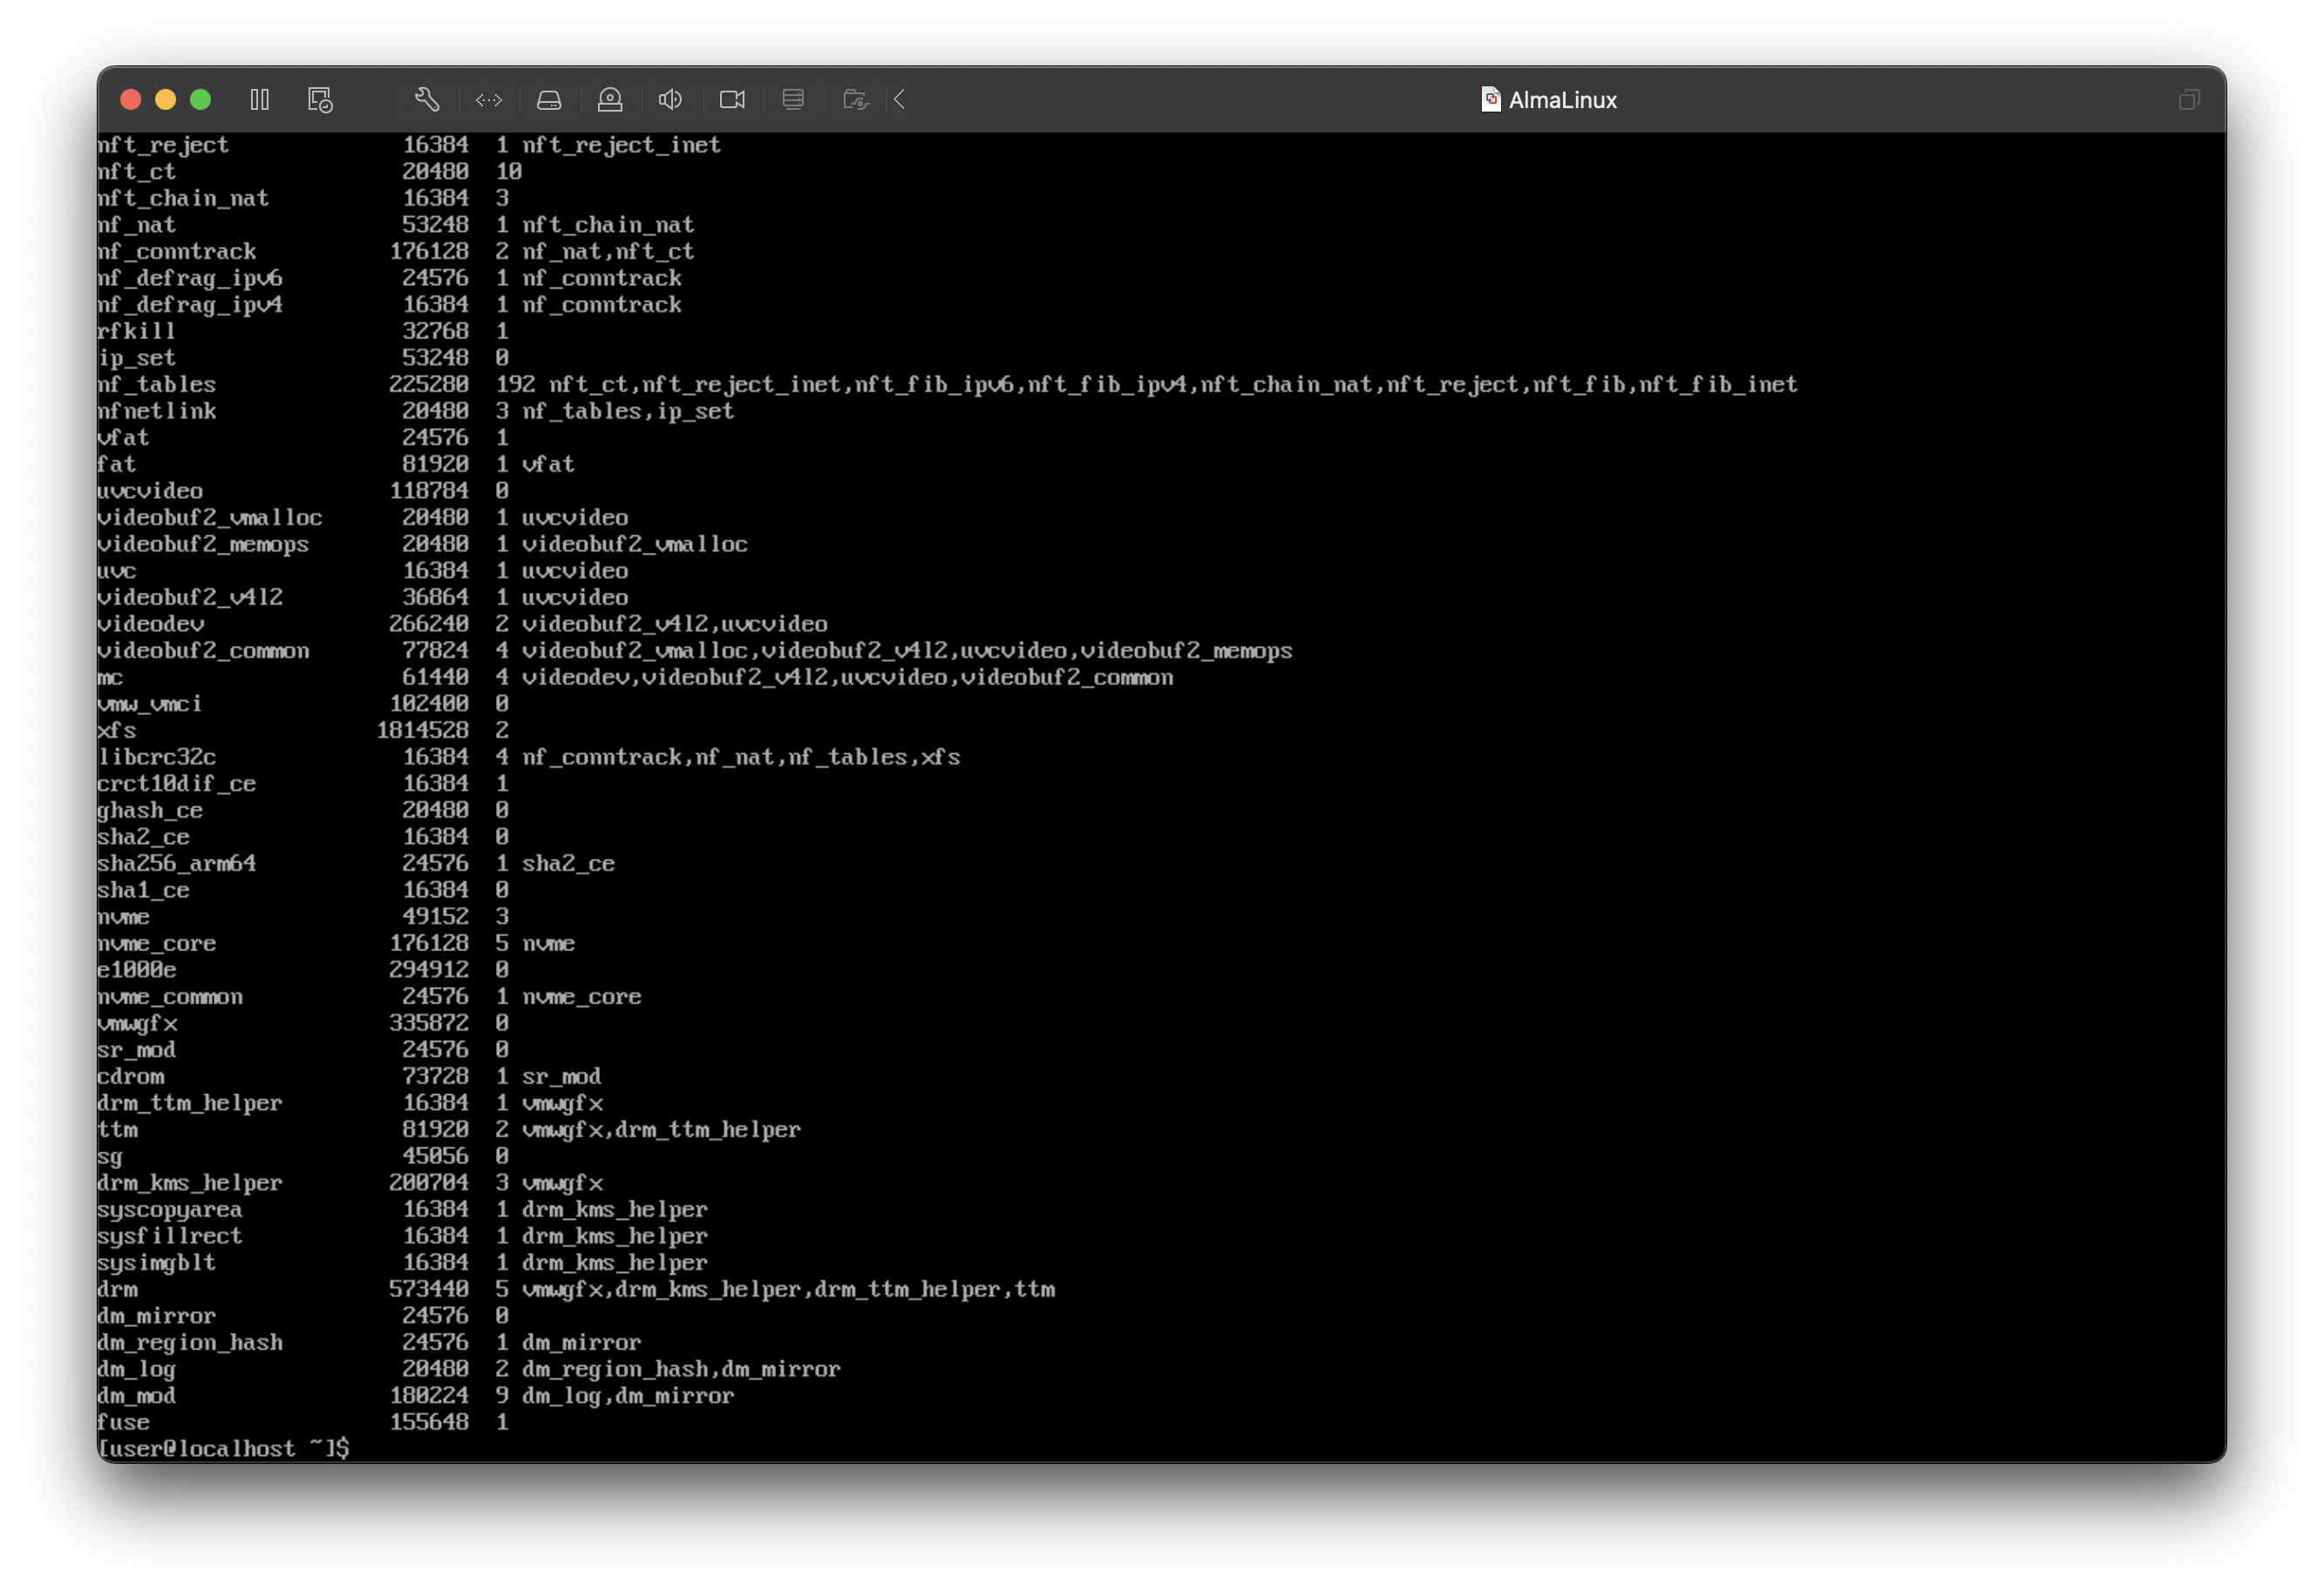 AlmaLinux
nft_reject 16384 1 nft_reject_inet
nft_ct 20480 10
nft_chain_nat 16384 3
nf_nat 53248 1 nft_chain_nat
nf_conntrack 176128 2 nf_nat,nft_ct
nf_defrag_ipv6 24576 1 nf_conntrack
nf_defrag_ipv4 16384 1 nf_conntrack
rfkill 32768 1
ip_set 53248 0
nf_tables 225280 192 nft_ct,nft_reject_inet,nft_fib_ipv6,nft_fib_ipv4,nft_chain_nat,nft_reject,nft_fib,nft_fib_inet
nfnetlink 20480 3 nf_tables,ip_set
vfat 24576 1
fat 81920 1 vfat
uvcvideo 118784 0
videobuf2_vmalloc 20480 1 uvcvideo
videobuf2_memops 20480 1 videobuf2_vmalloc
uvc 16384 1 uvcvideo
videobuf2_v4l2 36864 1 uvcvideo
videodev 266240 2 videobuf2_v4l2,uvcvideo
videobuf2_common 77824 4 videobuf2_vmalloc,videobuf2_v4l2,uvcvideo,videobuf2_memops
mc 61440 4 videodev,videobuf2_v4l2,uvcvideo,videobuf2_common
vmw_vmci 102400 0
xfs 1814528 2
libcrc32c 16384 4 nf_conntrack,nf_nat,nf_tables,xfs
crct10dif_ce 16384 1
ghash_ce 20480 0
sha2_ce 16384 0
sha256_arm64 24576 1 sha2_ce
sha1_ce 16384 0
nvme 49152 3
nvme_core 176128 5 nvme
e1000e 294912 0
nvme_common 24576 1 nvme_core
vmwgfx 335872 0
sr_mod 24576 0
cdrom 73728 1 sr_mod
drm_ttm_helper 16384 1 vmwgfx
ttm 81920 2 vmwgfx,drm_ttm_helper
sg 45056 0
drm_kms_helper 200704 3 vmwgfx
syscopyarea 16384 1 drm_kms_helper
sysfillrect 16384 1 drm_kms_helper
sysimgblt 16384 1 drm_kms_helper
drm 573440 5 vmwgfx,drm_kms_helper,drm_ttm_helper,ttm
dm_mirror 24576 0
dm_region_hash 24576 1 dm_mirror
dm_log 20480 2 dm_region_hash,dm_mirror
dm_mod 180224 9 dm_log,dm_mirror
fuse 155648 1
[user@localhost ~]$